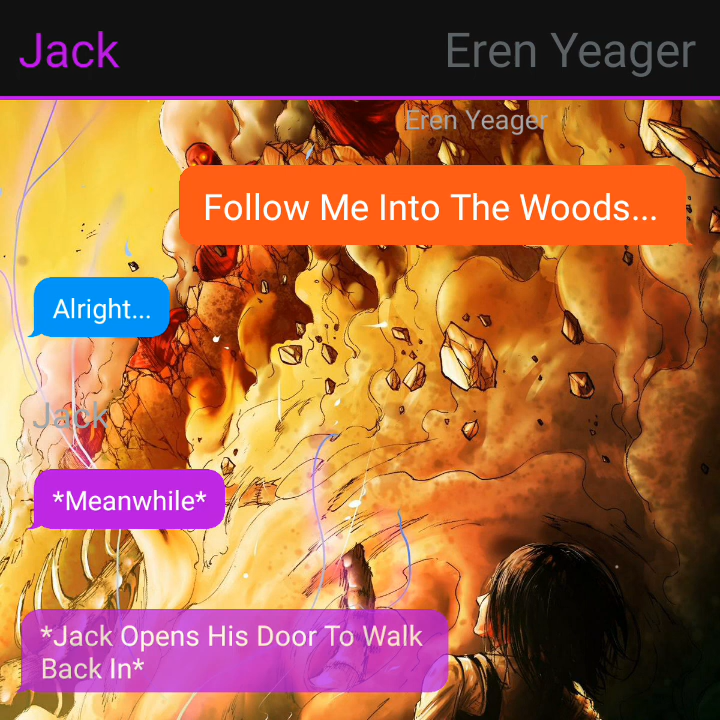 Jack
Eren Yeager
Eren Yeager
Follow Me Into The Woods...
Alright...
Jack
*Meanwhile*
*Jack Opens His Door To Walk
Back In*